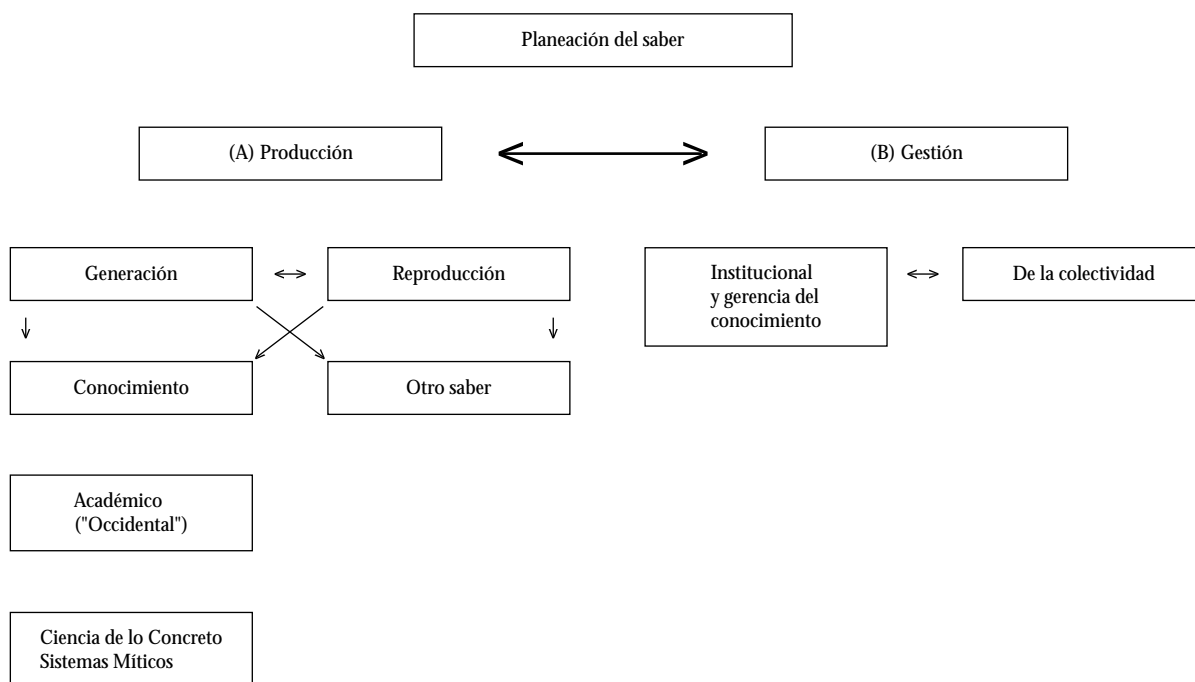 Planeación del saber
(A) Producción
(B) Gestión
Generación
Reproducción
Institucional
y gerencia del
conocimiento
De la colectividad
Conocimiento
Otro saber
Académico
("Occidental")
Ciencia de lo Concreto
Sistemas Míticos